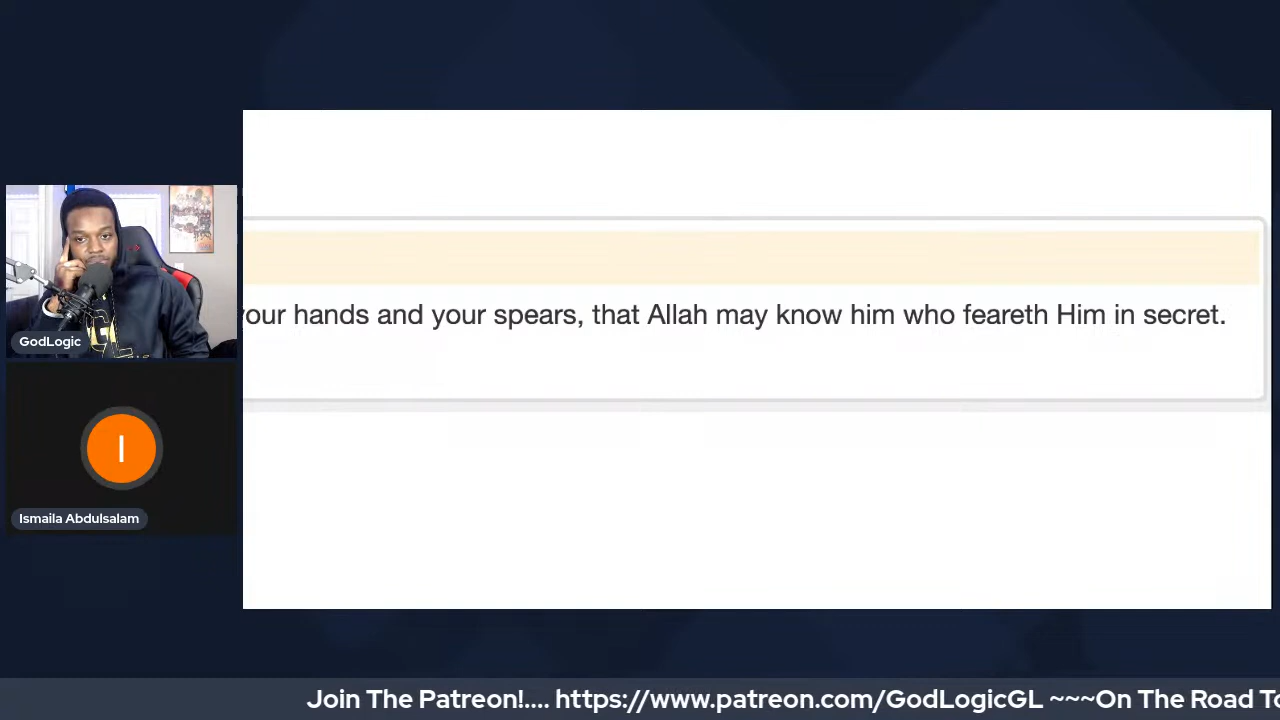 your hands and your spears, that Allah may know him who feareth Him in secret.
GodLogic
I
Ismaila Abdulsalam
Join The Patreon!.... https://www.patreon.com/GodLogicGL ~~~On The Road To